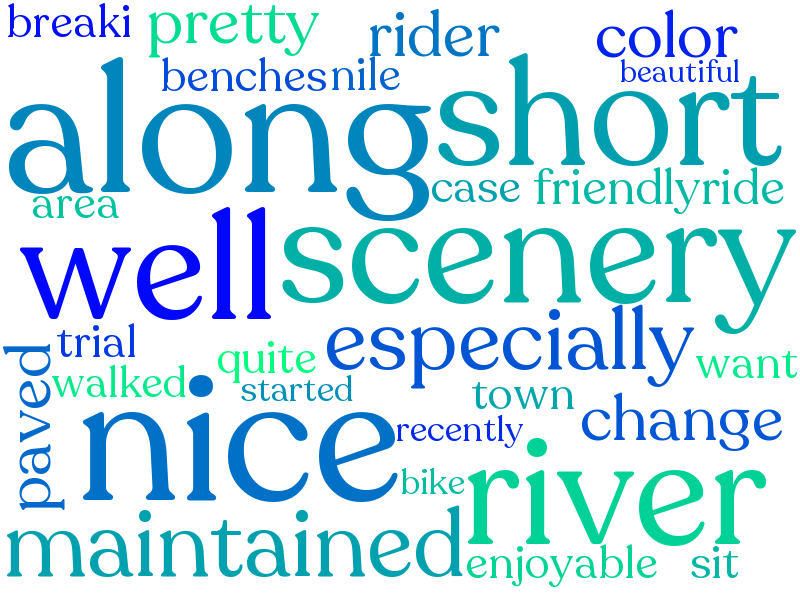 breaki pretty rider color
benches nile beautiful
along short
case friendly ride
area
well scenery
trial quite especially want
paved walked started town
nice recently change
bike river
maintained enjoyable sit